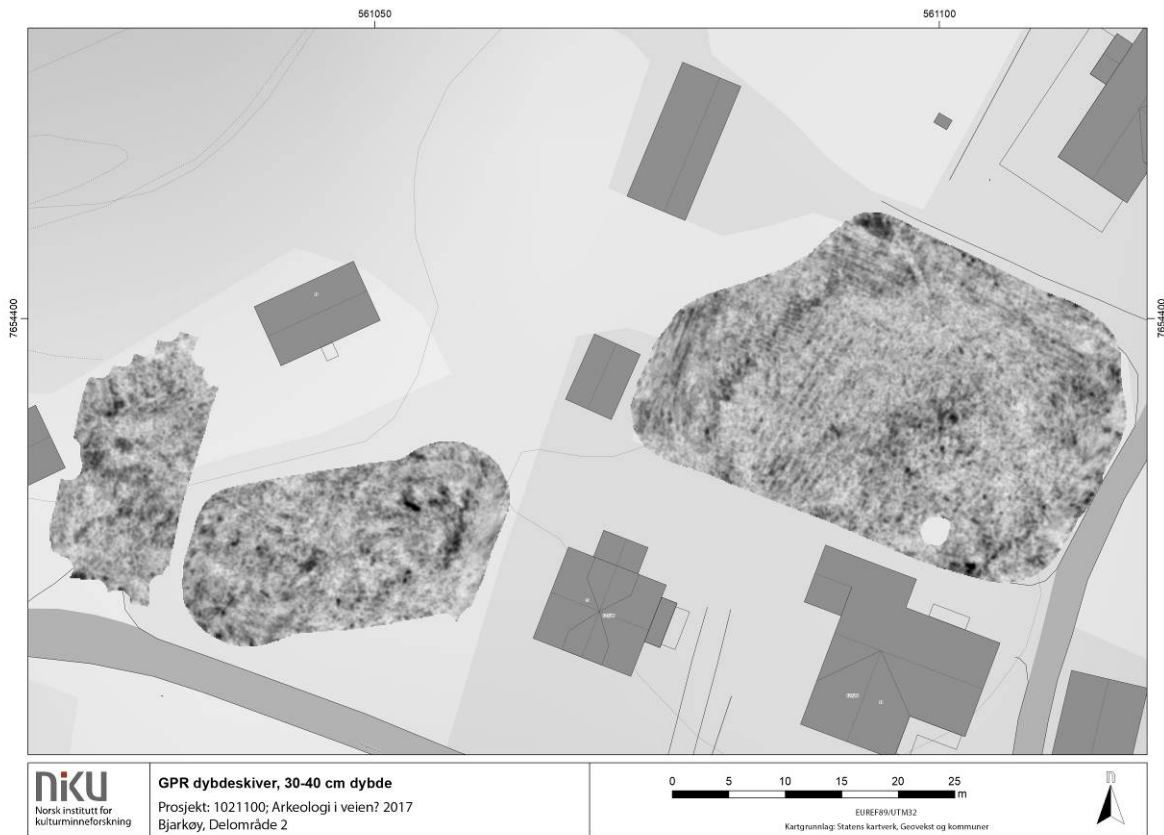 561050
561100
7654400
7654400
niku
Norsk institutt for
kulturminneforskning
GPR dybdeskiver, 30-40 cm dybde
Prosjekt: 1021100; Arkeologi i veien? 2017
Bjarkøy, Delområde 2
0 5 10 15 20 25
m
EUREF89/UTM32
Kartgrunnlag: Statens kartverk, Geovekst og kommuner
n